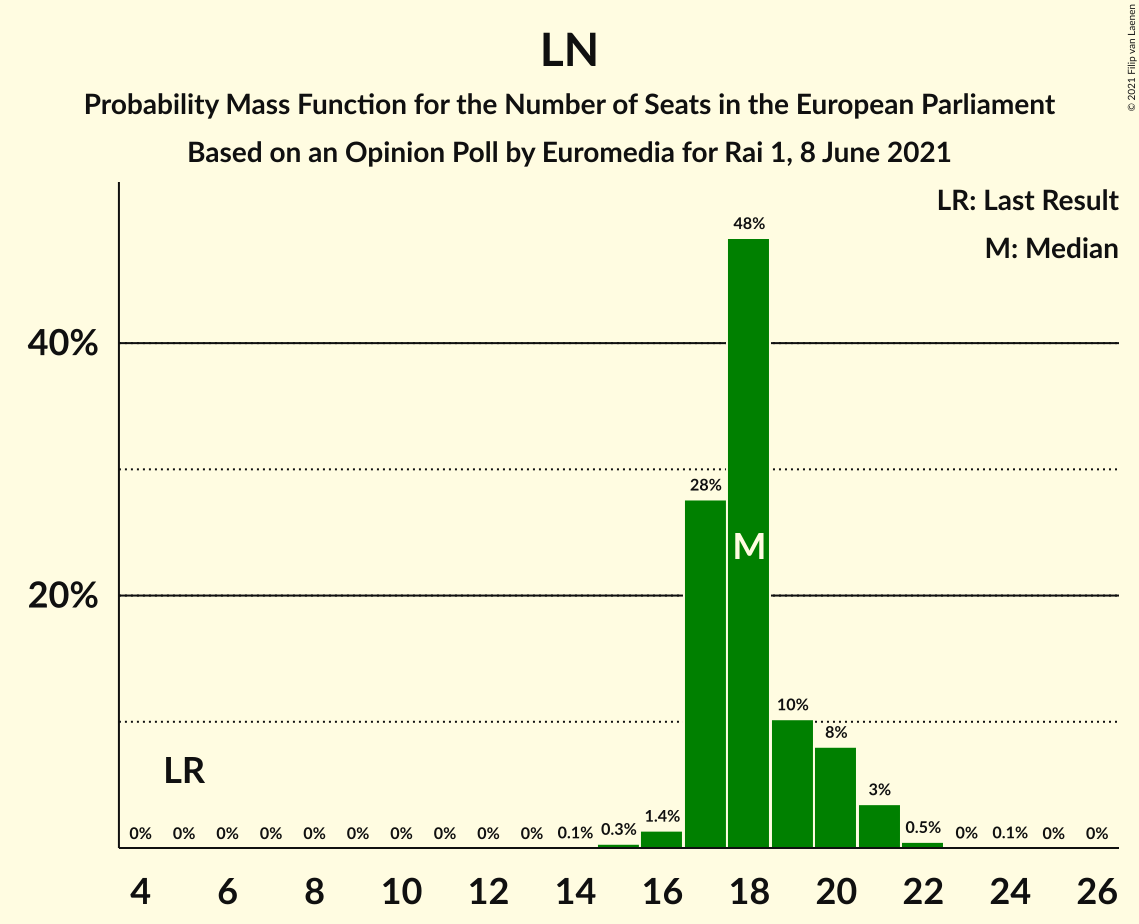 LN
Probability Mass Function for the Number of Seats in the European Parliament
Based on an Opinion Poll by Euromedia for Rai 1, 8 June 2021
© 2021 Filip van Laenen
LR: Last Result
M: Median
48%
40%
28%
M
20%
10%
8%
LR
3%
0% 0% 0% 0% 0% 0% 0% 0% 0% 0% 0.1% 0.3% 1.4% 0.5% 0% 0.1% 0% 0%
4 6 8 10 12 14 16 18 20 22 24 26